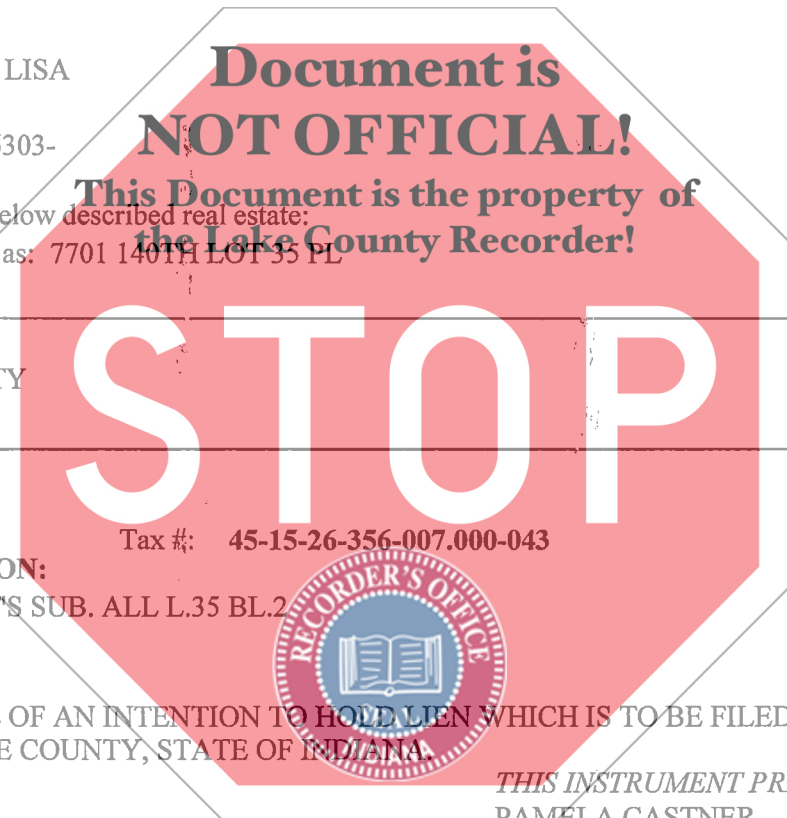 LISA
Document is
NOT OFFICIAL!
303-
This Document is the property of
elow described real estate:
the Lake County Recorder!
as: 7701 140TH LOT 35 PL
STOP
TY
Tax #: 45-15-26-356-007.000-043
ON:
'S SUB. ALL L.35 BL.2
RECORDER'S OFFICE
INDIANA
OF AN INTENTION TO HOLD LIEN WHICH IS TO BE FILED
E COUNTY, STATE OF INDIANA.
THIS INSTRUMENT PR
PAMELA CASTNER